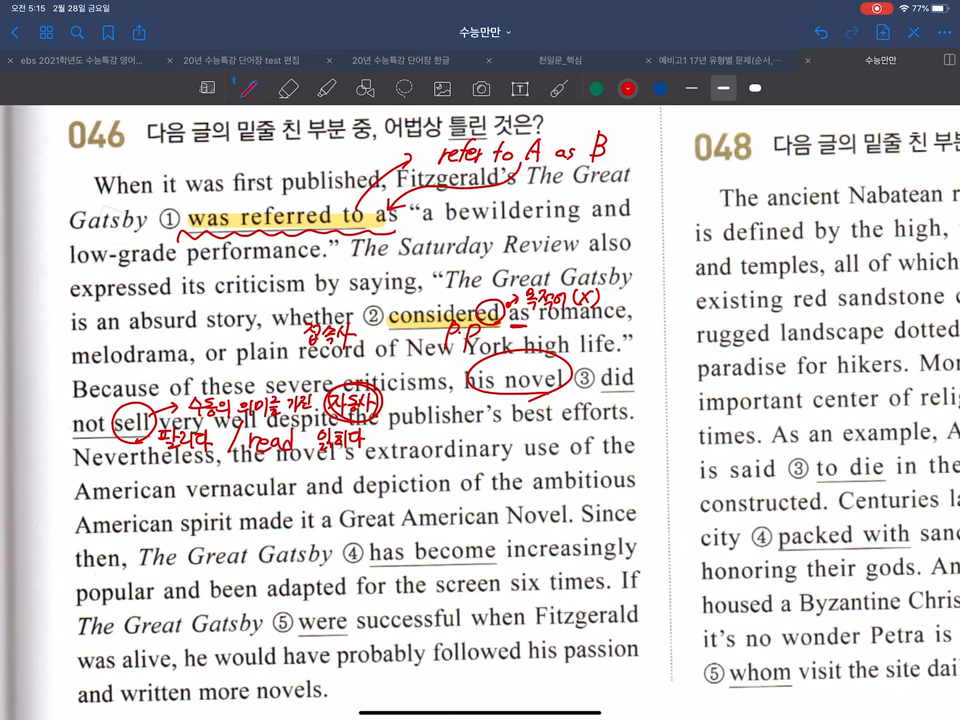 오전 5:15 2월 28일 금요일
77%
수능만만
ebs 2021학년도 수능특강 영어...
20년 수능특강 단어장 test 편집
20년 수능특강 단어장 한글
천일문_핵심
예비고1 17년 유형별 문제(순서,...
수능만만
046 다음 글의 밑줄 친 부분 중, 어법상 틀린 것은?
refer to A as B
When it was first published, Fitzgerald's The Great
Gatsby ① was referred to as "a bewildering and
low-grade performance." The Saturday Review also
expressed its criticism by saying, "The Great Gatsby
목적어 (X)
is an absurd story, whether ② considered as romance,
접속사 p.p
melodrama, or plain record of New York high life."
Because of these severe criticisms, his novel ③ did
수동의 의미를 가진 자동사
not sell very well despite the publisher's best efforts.
팔리다 / read 읽히다
Nevertheless, the novel's extraordinary use of the
American vernacular and depiction of the ambitious
American spirit made it a Great American Novel. Since
then, The Great Gatsby ④ has become increasingly
popular and been adapted for the screen six times. If
The Great Gatsby ⑤ were successful when Fitzgerald
was alive, he would have probably followed his passion
and written more novels.
048 다음 글의 밑줄 친 부
The ancient Nabatean
is defined by the high,
and temples, all of which
existing red sandstone
rugged landscape dotted
paradise for hikers. Mo
important center of reli
times. As an example, A
is said ③ to die in the
constructed. Centuries la
city ④ packed with san
honoring their gods. An
housed a Byzantine Chris
it's no wonder Petra is
⑤ whom visit the site dai